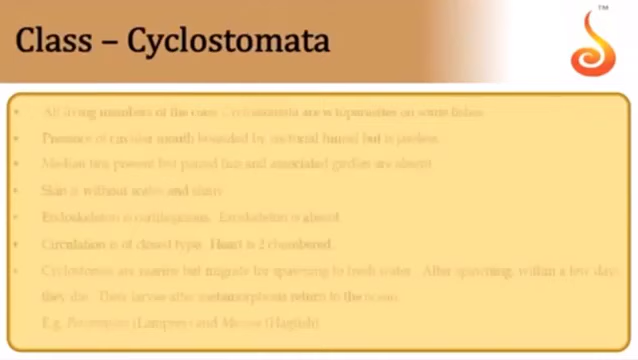 Class – Cyclostomata
TM
• All living members of the class Cyclostomata are ectoparasites on some fishes.
• Presence of circular mouth bounded by suctorial funnel but is jawless.
• Median fins present but paired fins and associated girdles are absent.
• Skin is without scales and slimy.
• Endoskeleton is cartilaginous. Exoskeleton is absent.
• Circulation is of closed type. Heart is 2 chambered.
• Cyclostomes are marine but migrate for spawning to fresh water. After spawning, within a few days
they die. Their larvae after metamorphosis return to the ocean.
E.g. Petromyzon (Lamprey) and Myxine (Hagfish)